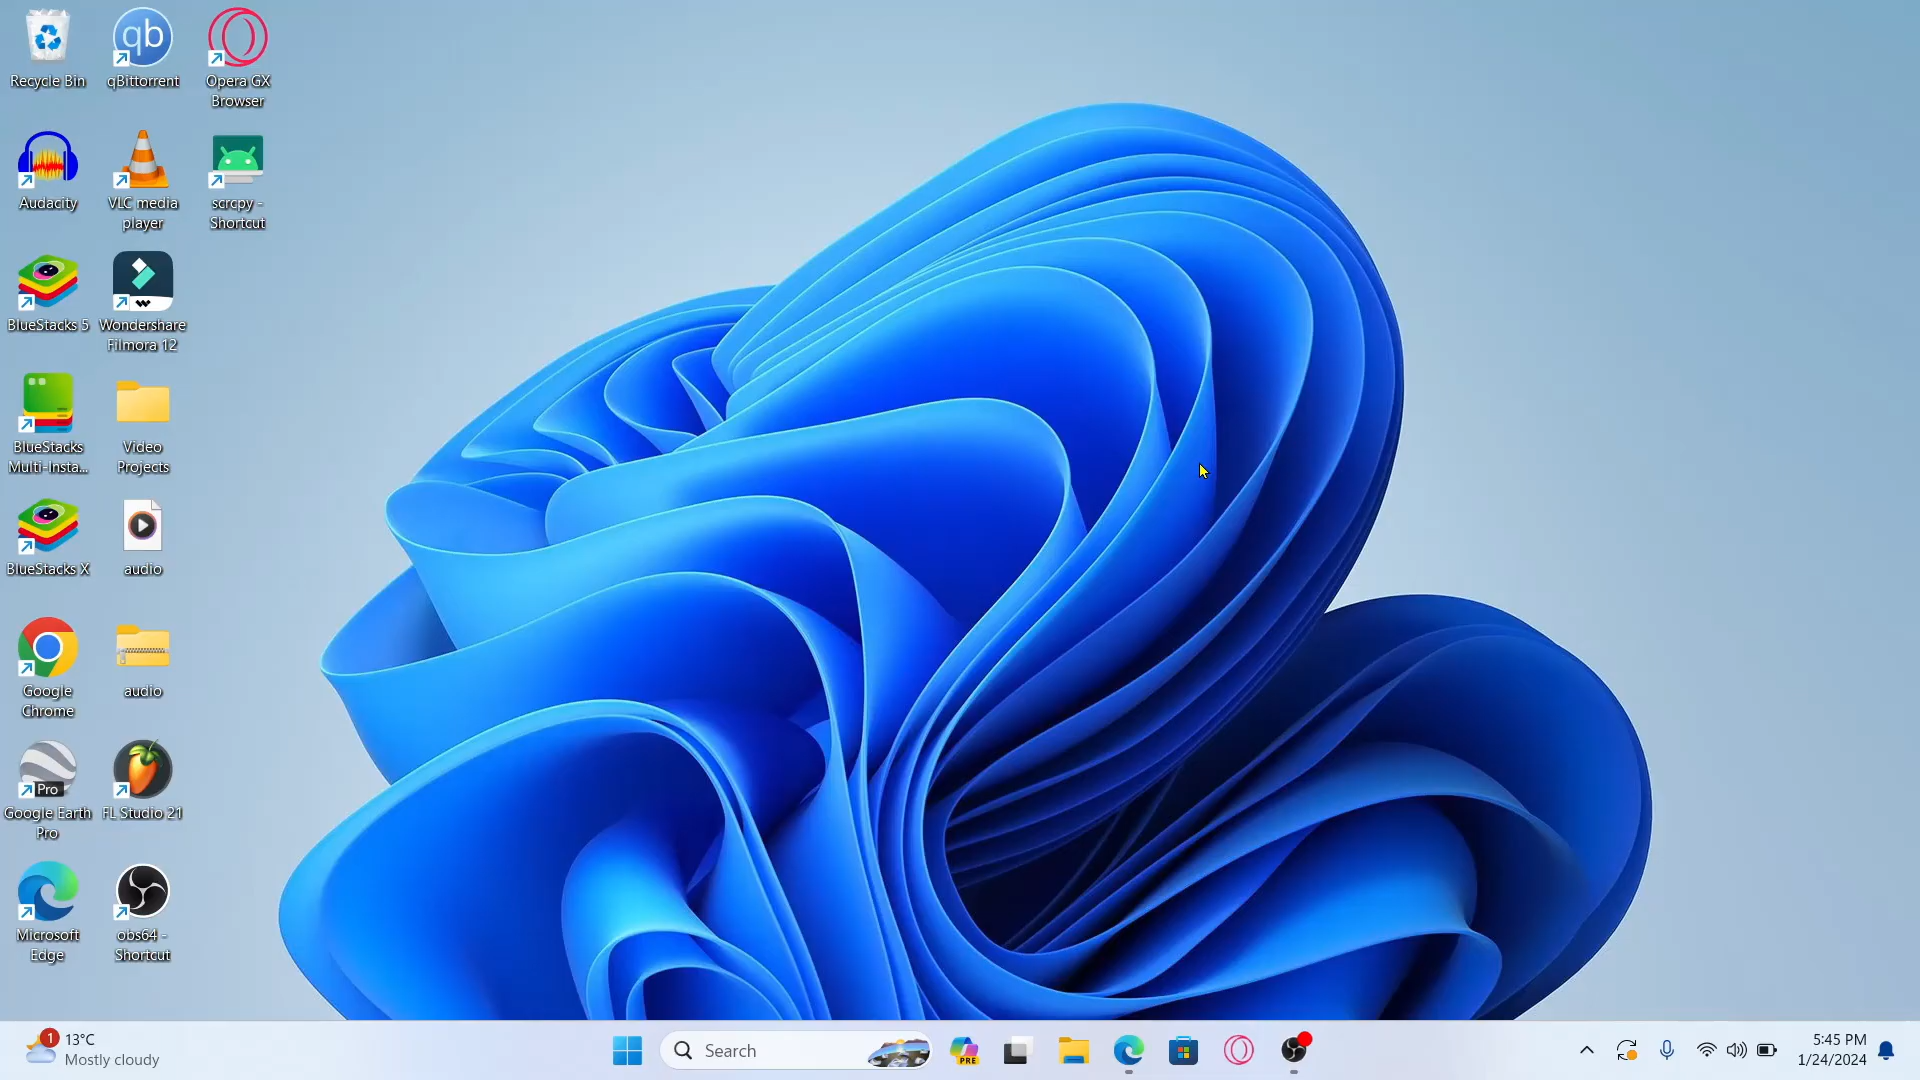 Recycle Bin
qb
qBittorrent
Opera GX
Browser
Audacity
VLC media
player
scrcpy -
Shortcut
BlueStacks 5
Wondershare
Filmora 12
BlueStacks
Multi-Insta...
Video
Projects
BlueStacks X
audio
Google
Chrome
audio
Pro
Google Earth
Pro
FL Studio 21
Microsoft
Edge
obs64 -
Shortcut
1
13°C
Mostly cloudy
Search
PRE
5:45 PM
1/24/2024